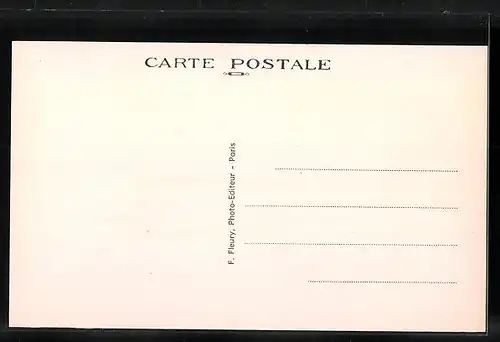 CARTE POSTALE
F. Fleury, Photo-Editeur - Paris